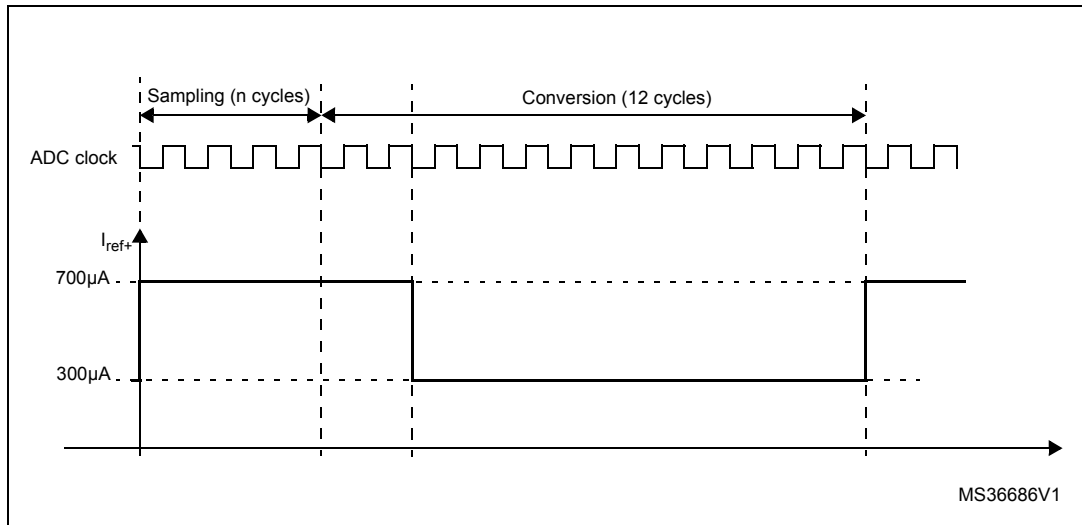 Sampling (n cycles)
Conversion (12 cycles)
ADC clock
Iref+
700µA
300µA
MS36686V1